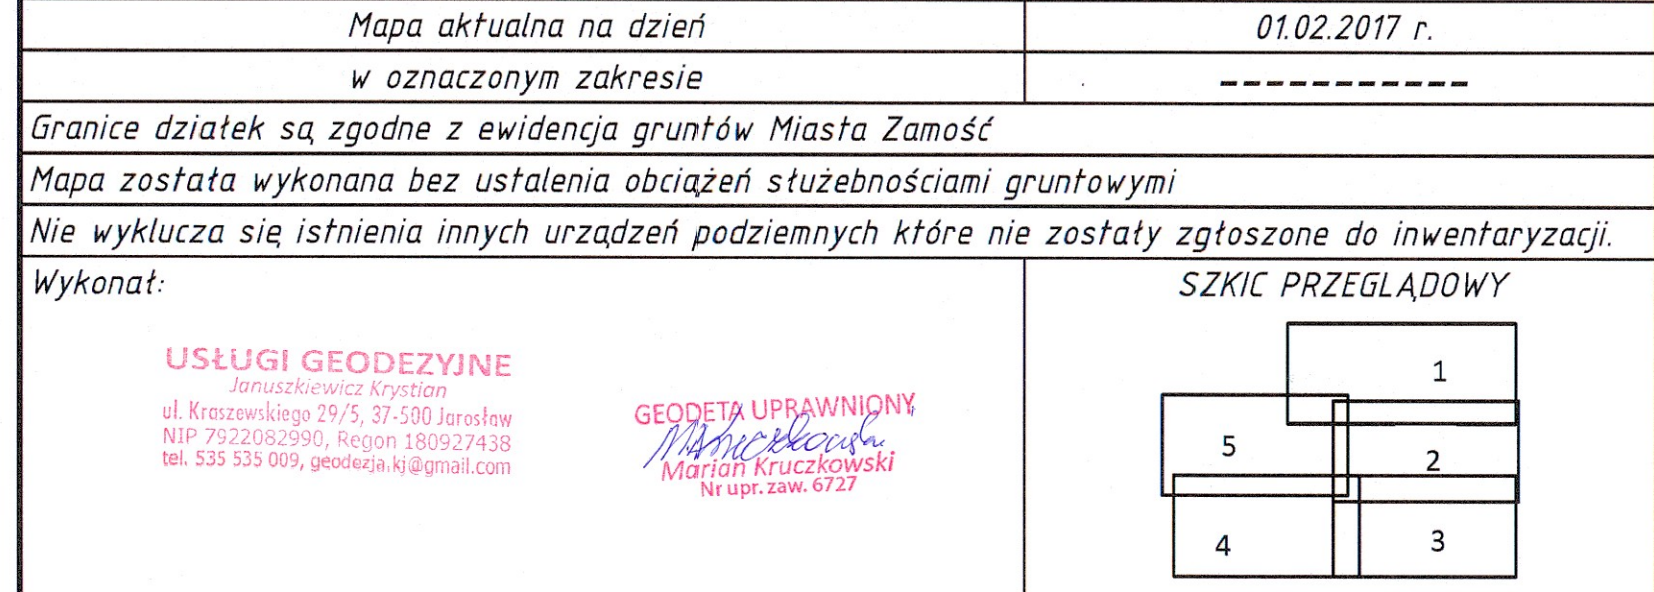 Mapa aktualna na dzień 01.02.2017 r.
w oznaczonym zakresie
Granice działek są zgodne z ewidencja gruntów Miasta Zamość
Mapa została wykonana bez ustalenia obciążeń służebnościami gruntowymi
Nie wyklucza się istnienia innych urządzeń podziemnych które nie zostały zgłoszone do inwentaryzacji.
Wykonał:
USŁUGI GEODEZYJNE
Januszkiewicz Krystian
ul. Kraszewskiego 29/5, 37-500 Jarosław
NIP 7922082990, Regon 180927438
tel. 535 535 009, geodezja.kj@gmail.com
GEODETA UPRAWNIONY
Marian Kruczkowski
Nr upr. zaw. 6727
SZKIC PRZEGLĄDOWY
1
5
2
4
3